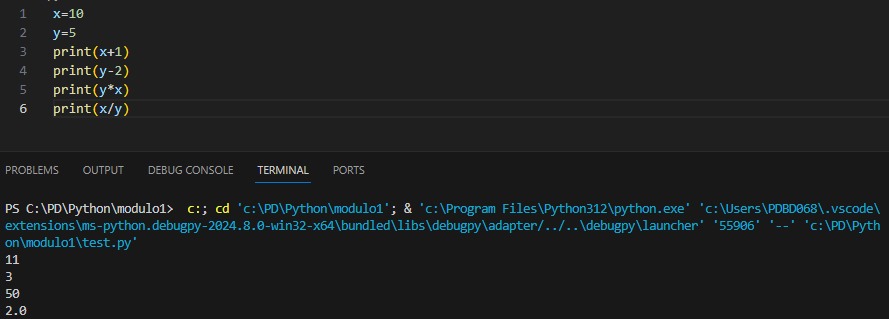 1 x=10
2 y=5
3 print(x+1)
4 print(y-2)
5 print(y*x)
6 print(x/y)
PROBLEMS OUTPUT DEBUG CONSOLE TERMINAL PORTS
PS C:\PD\Python\modulo1>  c:; cd 'c:\PD\Python\modulo1'; & 'c:\Program Files\Python312\python.exe' 'c:\Users\PDBD068\.vscode\
extensions\ms-python.debugpy-2024.8.0-win32-x64\bundled\libs\debugpy\adapter/../..\debugpy\launcher' '55906' '--' 'c:\PD\Pyth
on\modulo1\test.py'
11
3
50
2.0